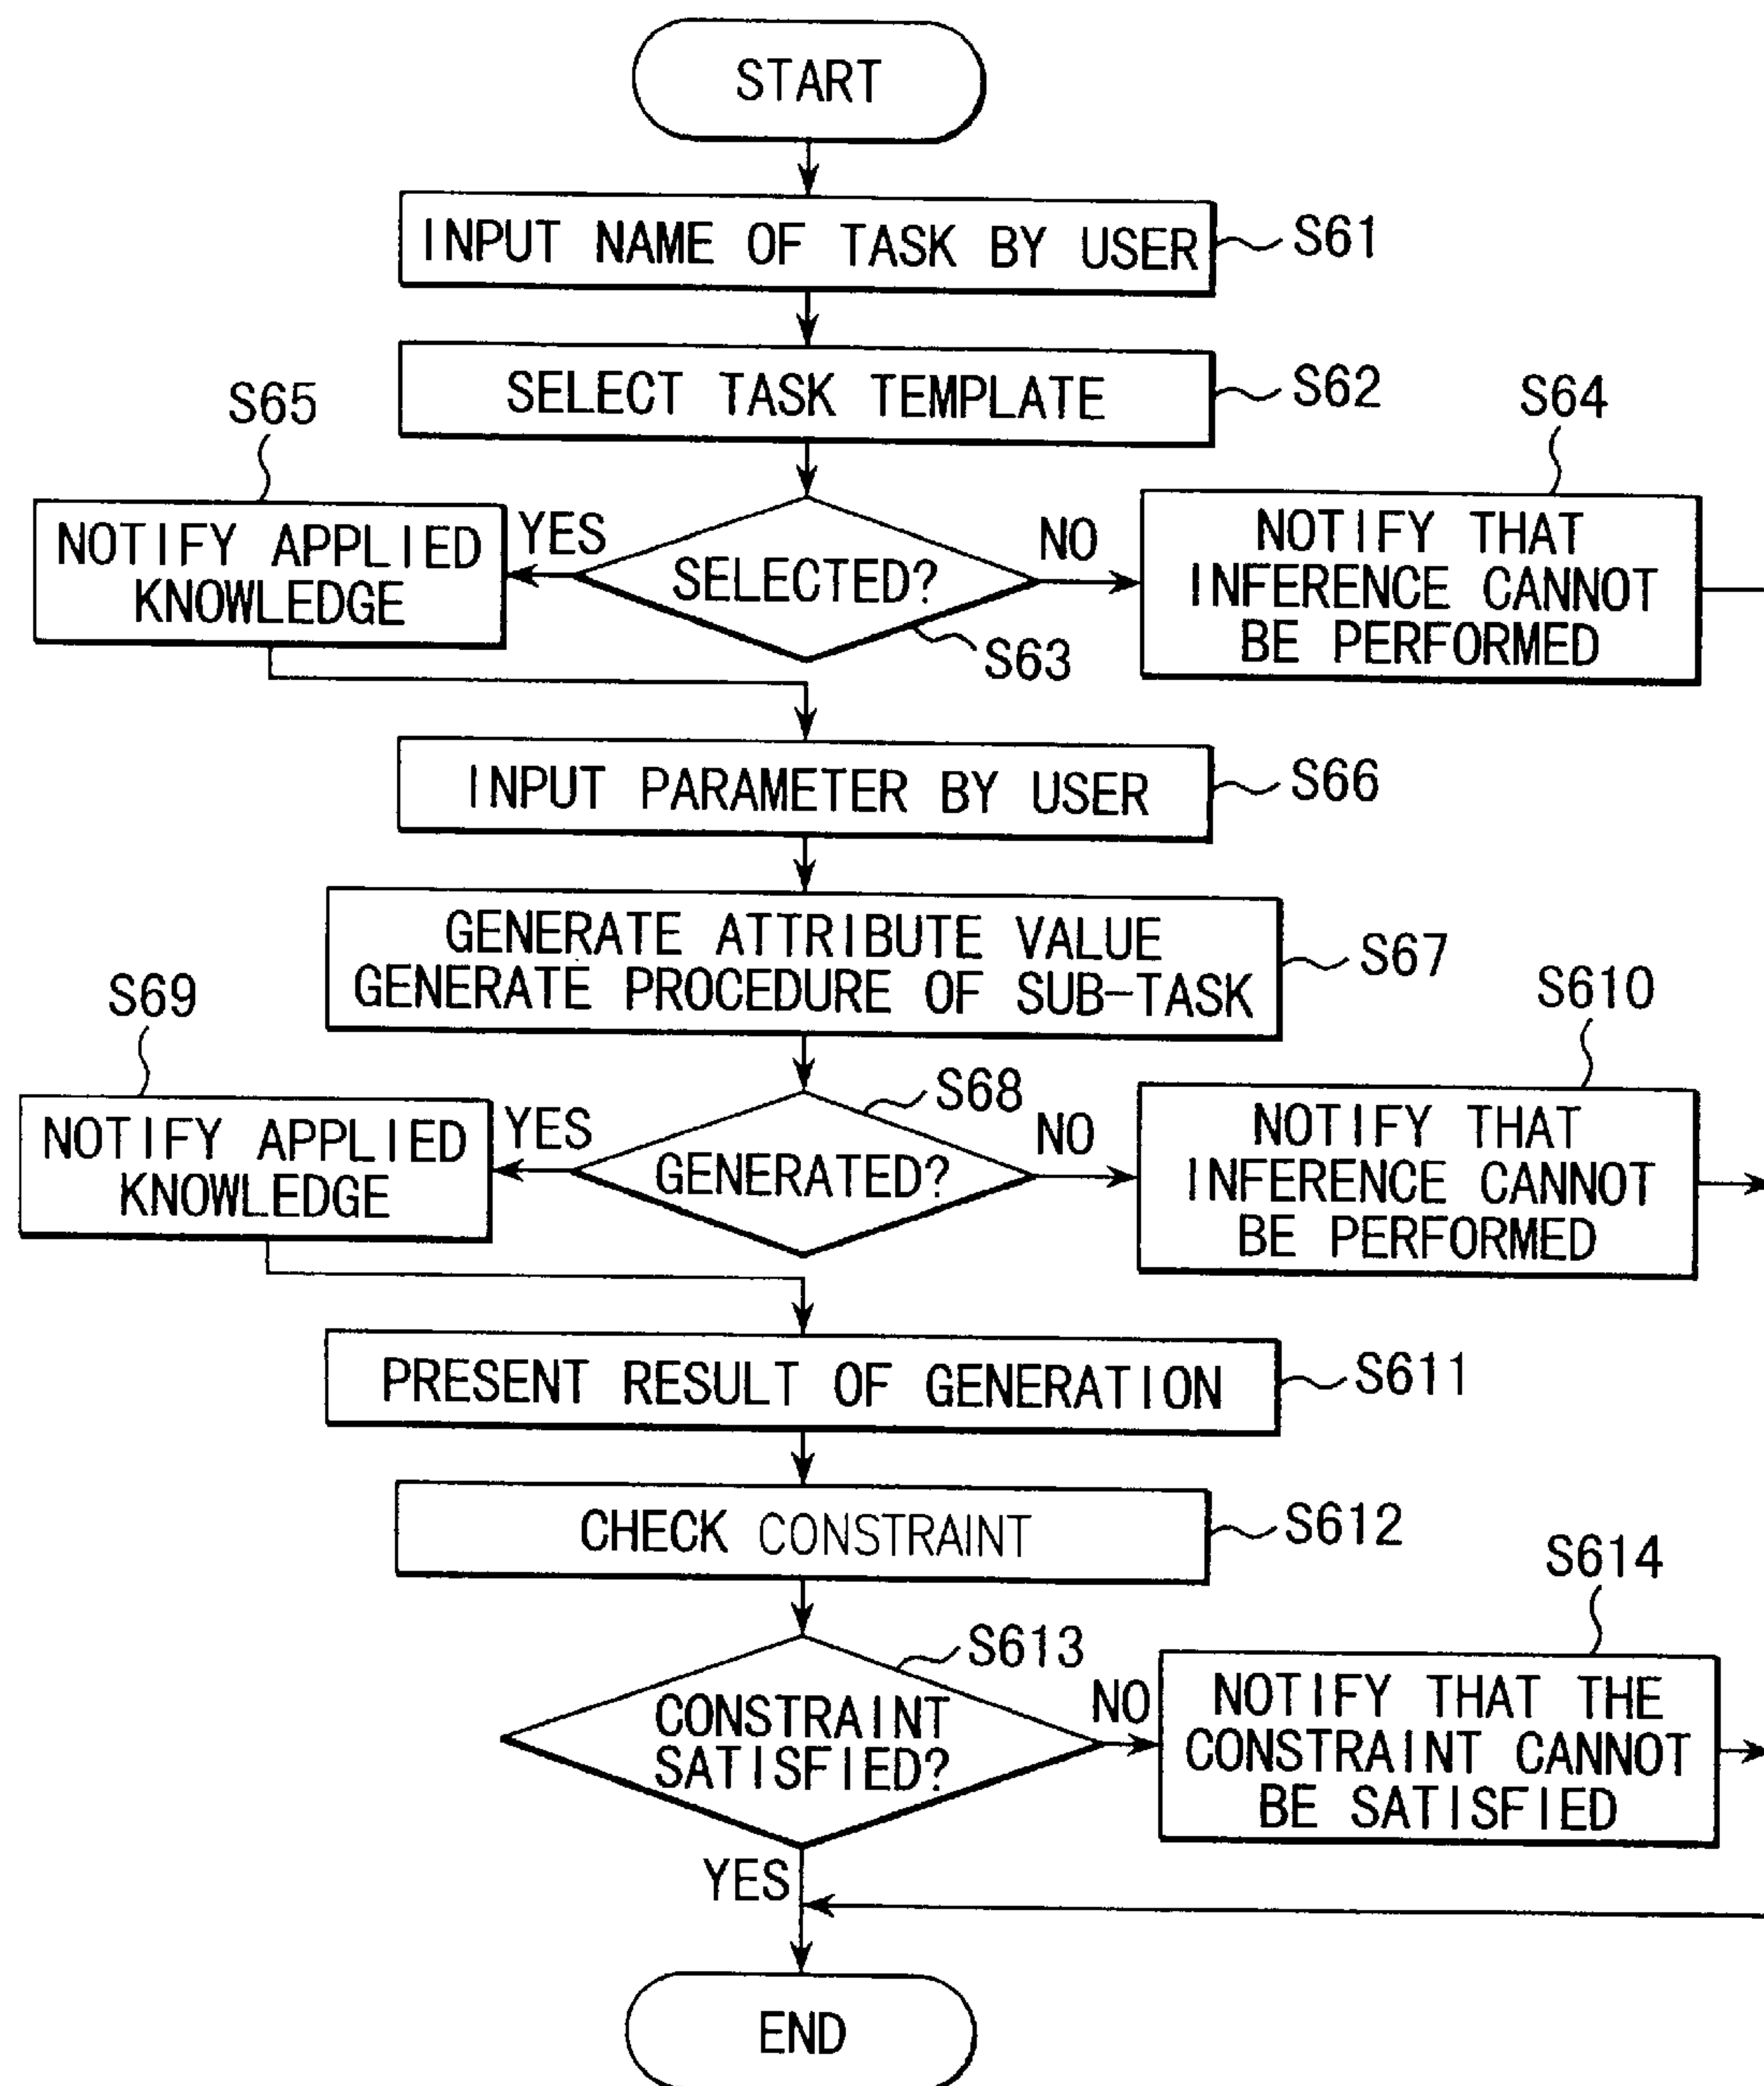 START
INPUT NAME OF TASK BY USER
S61
SELECT TASK TEMPLATE
S62
S65
S64
NOTIFY APPLIED
KNOWLEDGE
YES
SELECTED?
S63
NO
NOTIFY THAT
INFERENCE CANNOT
BE PERFORMED
INPUT PARAMETER BY USER
S66
GENERATE ATTRIBUTE VALUE
GENERATE PROCEDURE OF SUB-TASK
S67
S69
S610
NOTIFY APPLIED
KNOWLEDGE
YES
GENERATED?
S68
NO
NOTIFY THAT
INFERENCE CANNOT
BE PERFORMED
PRESENT RESULT OF GENERATION
S611
CHECK CONSTRAINT
S612
S614
S613
CONSTRAINT
SATISFIED?
NO
NOTIFY THAT THE
CONSTRAINT CANNOT
BE SATISFIED
YES
END